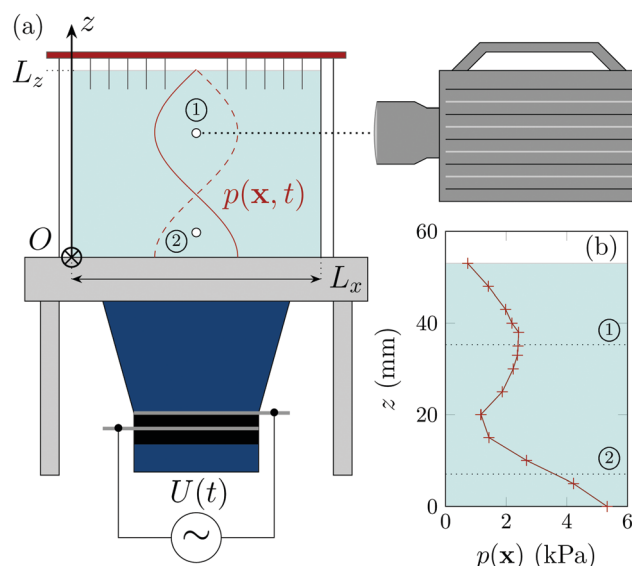 (a)
z
L_z
①
p(x, t)
②
O
L_x
U(t)
~
(b)
60
40
20
0
z (mm)
①
②
0 2 4 6
p(x) (kPa)